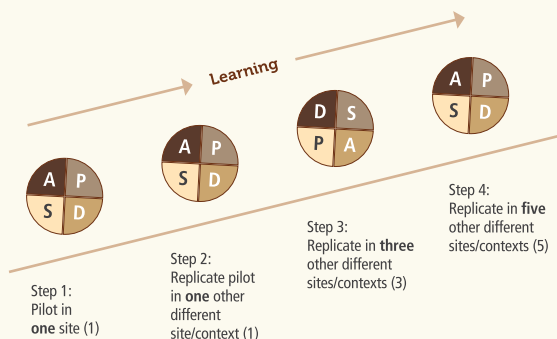 Learning
A P
S D
Step 1:
Pilot in
one site (1)
A P
S D
Step 2:
Replicate pilot
in one other
different
site/context (1)
D S
P A
Step 3:
Replicate in three
other different
sites/contexts (3)
A P
S D
Step 4:
Replicate in five
other different
sites/contexts (5)